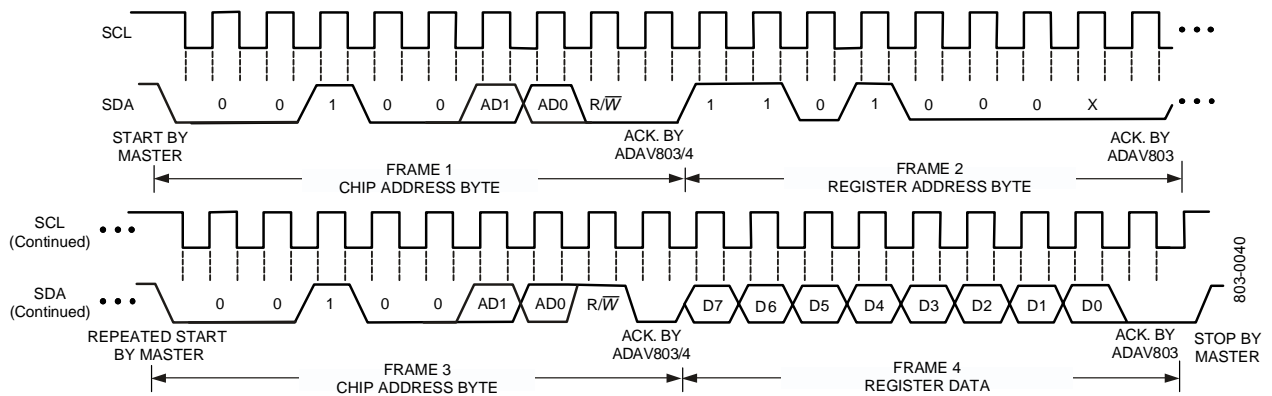 SCL
SDA
0 0 1 0 0 AD1 AD0 R/W̅ 1 1 0 1 0 0 0 X
START BY
MASTER
ACK. BY
ADAV803/4
ACK. BY
ADAV803
FRAME 1
CHIP ADDRESS BYTE
FRAME 2
REGISTER ADDRESS BYTE
SCL
(Continued)
SDA
(Continued)
0 0 1 0 0 AD1 AD0 R/W̅ D7 D6 D5 D4 D3 D2 D1 D0
REPEATED START
BY MASTER
ACK. BY
ADAV803/4
ACK. BY
ADAV803
STOP BY
MASTER
FRAME 3
CHIP ADDRESS BYTE
FRAME 4
REGISTER DATA
803-0040